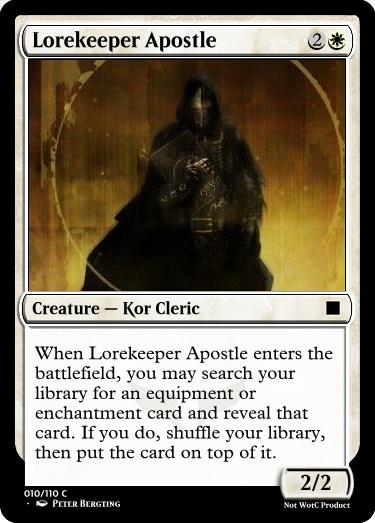 Lorekeeper Apostle 2
Creature — Kor Cleric
When Lorekeeper Apostle enters the
battlefield, you may search your
library for an equipment or
enchantment card and reveal that
card. If you do, shuffle your library,
then put the card on top of it.
2/2
010/110 C
· Peter Bergting
Not WotC Product